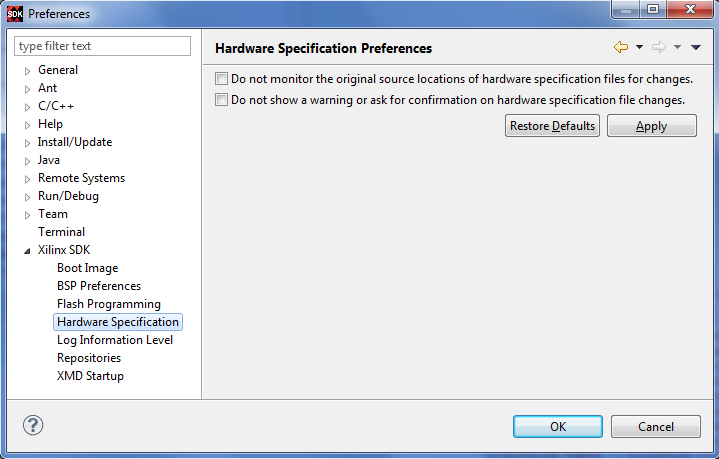 SDK Preferences
type filter text
General
Ant
C/C++
Help
Install/Update
Java
Remote Systems
Run/Debug
Team
Terminal
Xilinx SDK
Boot Image
BSP Preferences
Flash Programming
Hardware Specification
Log Information Level
Repositories
XMD Startup
Hardware Specification Preferences
Do not monitor the original source locations of hardware specification files for changes.
Do not show a warning or ask for confirmation on hardware specification file changes.
Restore Defaults Apply
? OK Cancel